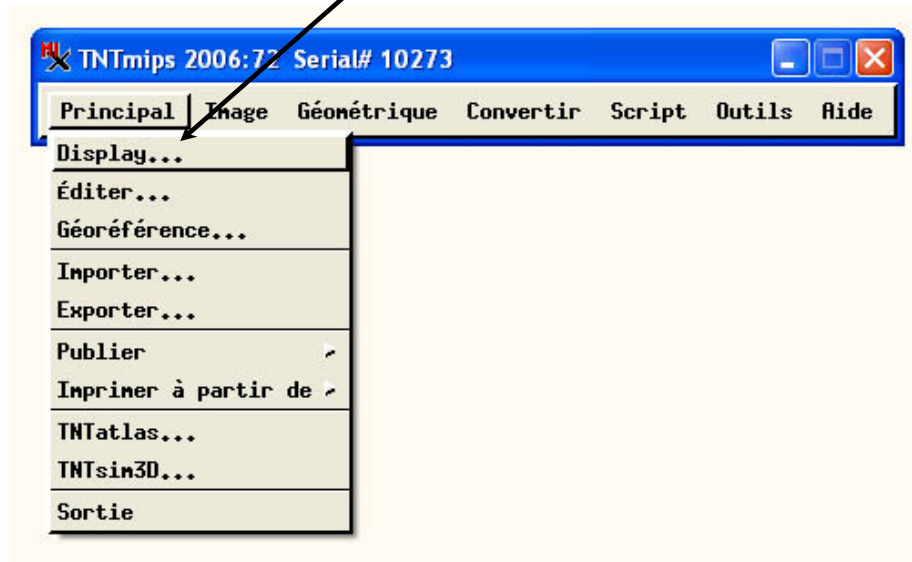 TNTmips 2006:72 Serial# 10273
Principal Image Géométrique Convertir Script Outils Aide
Display...
Éditer...
Géoréférence...
Importer...
Exporter...
Publier
Imprimer à partir de
TNTatlas...
TNTsim3D...
Sortie